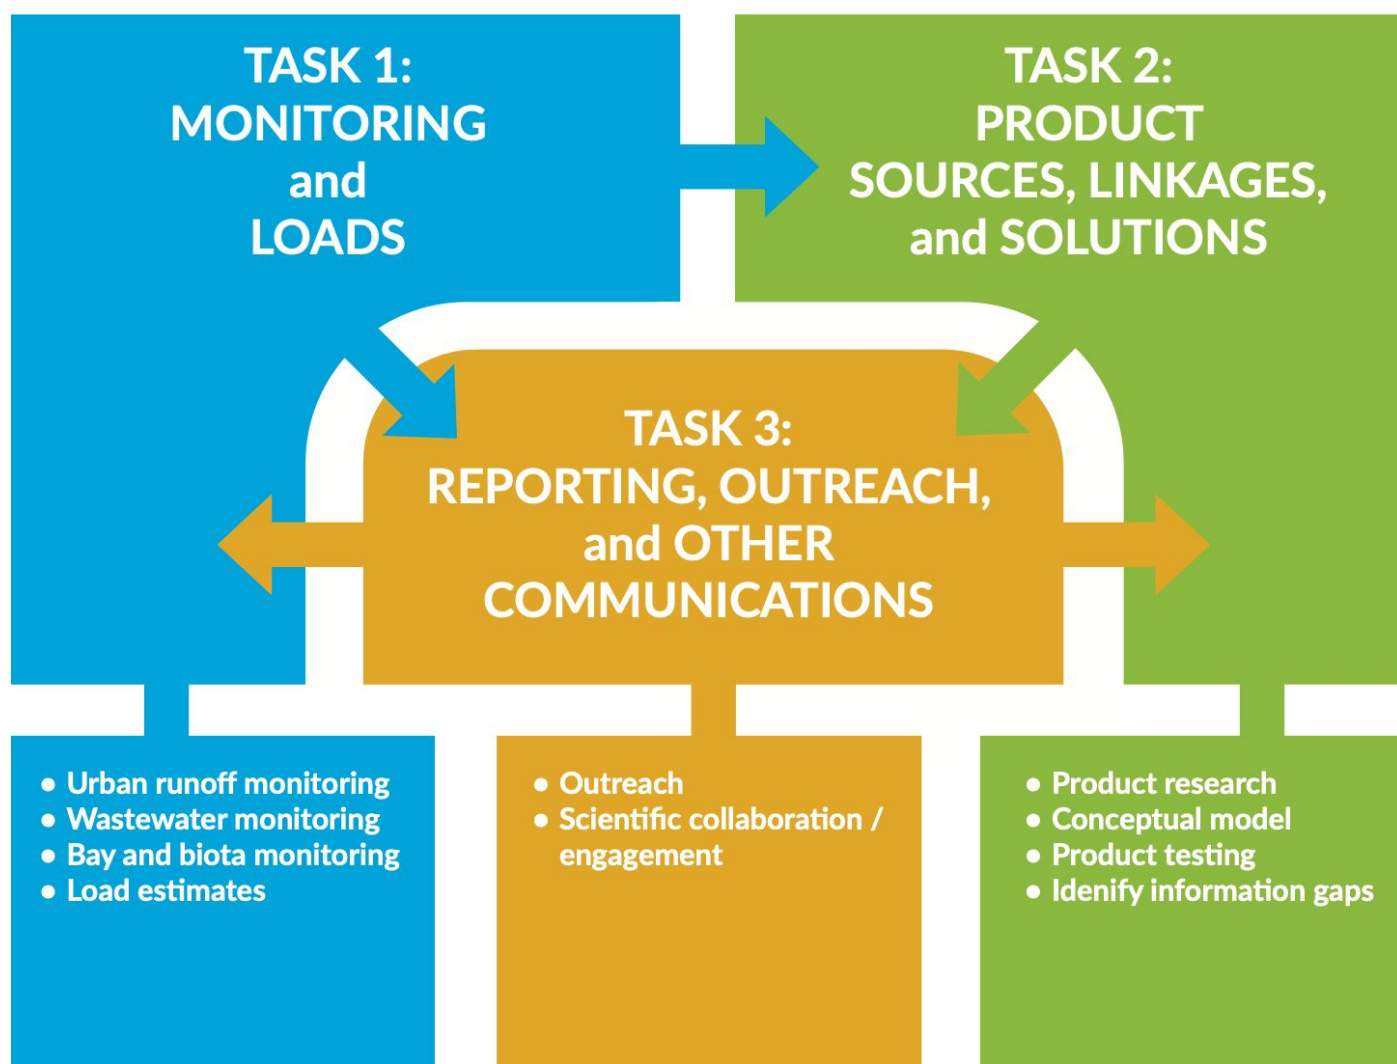 TASK 1:
MONITORING
and
LOADS
TASK 2:
PRODUCT
SOURCES, LINKAGES,
and SOLUTIONS
TASK 3:
REPORTING, OUTREACH,
and OTHER
COMMUNICATIONS
• Urban runoff monitoring
• Wastewater monitoring
• Bay and biota monitoring
• Load estimates
• Outreach
• Scientific collaboration /
engagement
• Product research
• Conceptual model
• Product testing
• Idenify information gaps